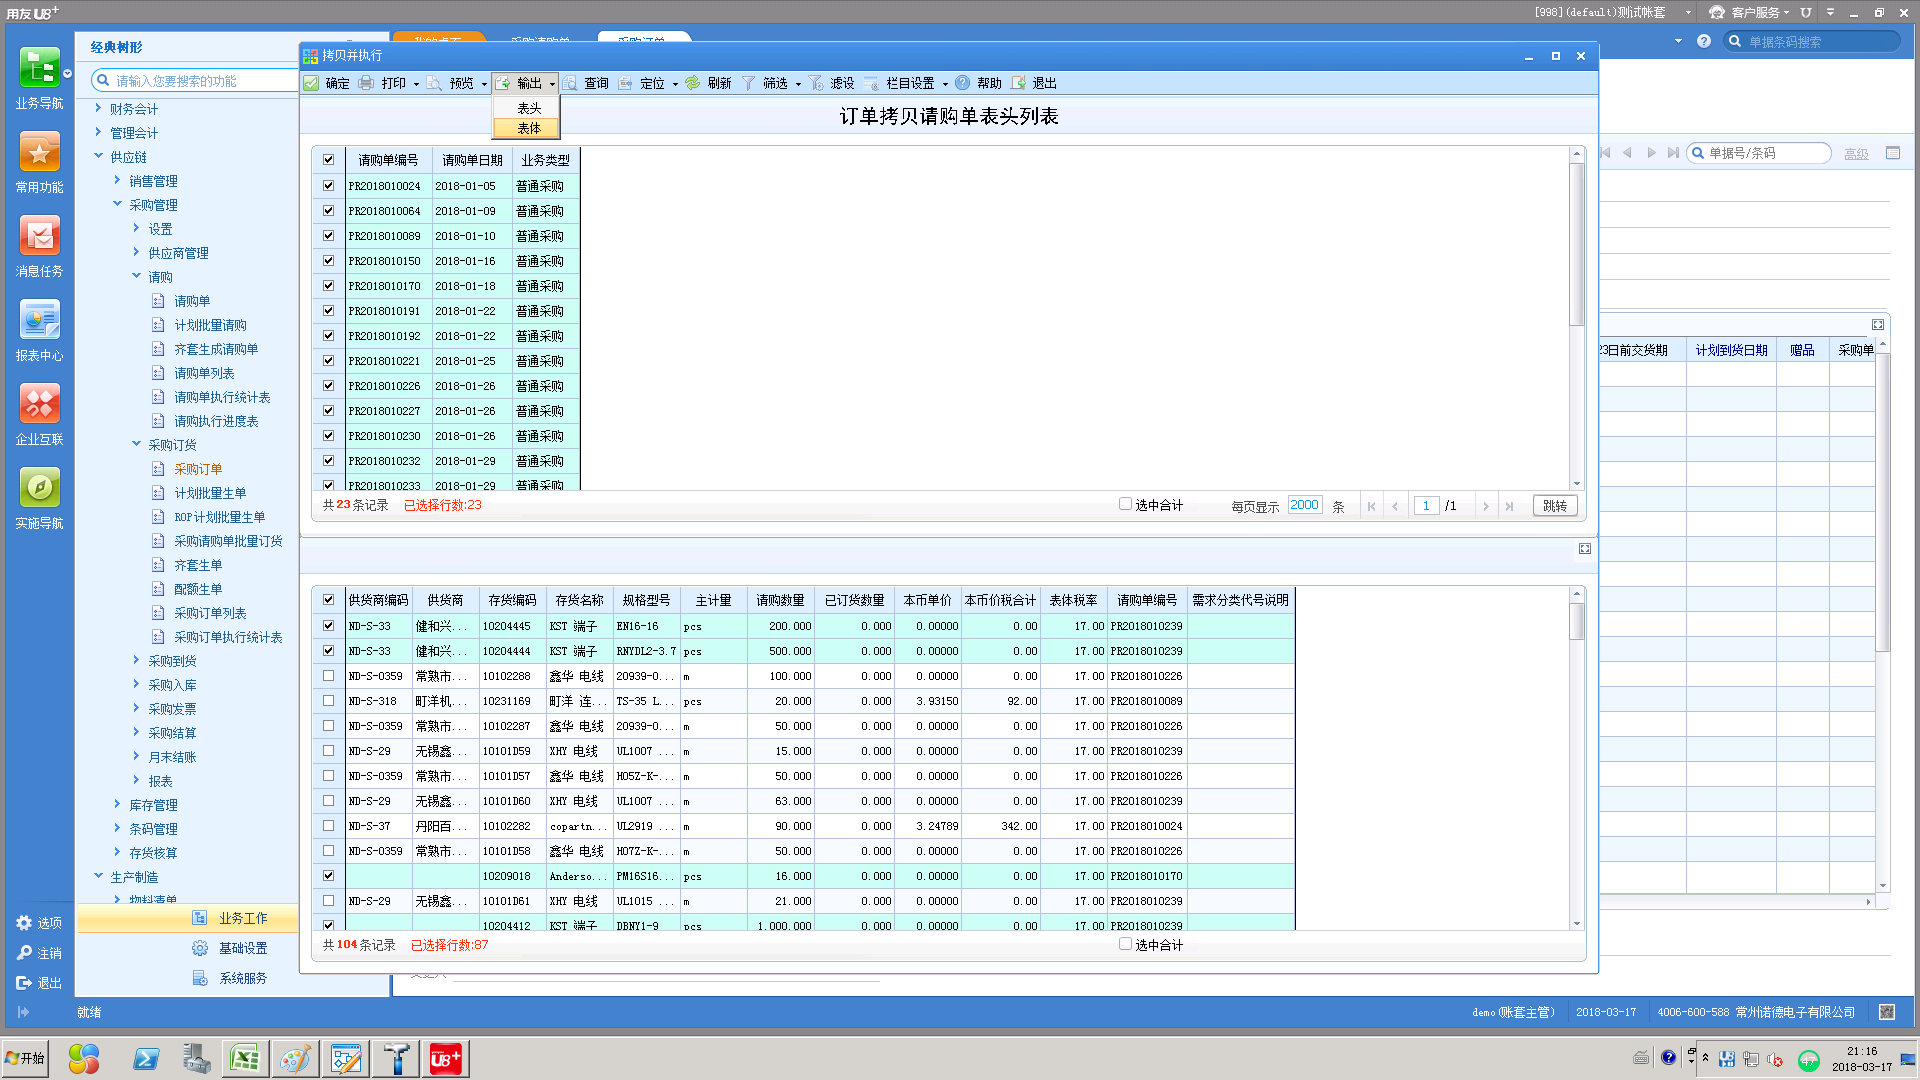 用友U8+
[998](default)测试帐套
客户服务
经典树形
请输入您要搜索的功能
业务导航
常用功能
消息任务
报表中心
企业互联
实施导航
选项
注销
退出
财务会计
管理会计
供应链
销售管理
采购管理
设置
供应商管理
请购
请购单
计划批量请购
齐套生成请购单
请购单列表
请购单执行统计表
请购执行进度表
采购订货
采购订单
计划批量生单
ROP计划批量生单
采购请购单批量订货
齐套生单
配额生单
采购订单列表
采购订单执行统计表
采购到货
采购入库
采购发票
采购结算
月末结账
报表
库存管理
条码管理
存货核算
生产制造
物料清单
业务工作
基础设置
系统服务
单据条码搜索
单据号/条码
高级
23日前交货期 计划到货日期 赠品 采购单
拷贝并执行
确定 打印 预览 输出 查询 定位 刷新 筛选 滤设 栏目设置 帮助 退出
表头
表体
订单拷贝请购单表头列表
请购单编号 请购单日期 业务类型
PR2018010024 2018-01-05 普通采购
PR2018010064 2018-01-09 普通采购
PR2018010089 2018-01-10 普通采购
PR2018010150 2018-01-16 普通采购
PR2018010170 2018-01-18 普通采购
PR2018010191 2018-01-22 普通采购
PR2018010192 2018-01-22 普通采购
PR2018010221 2018-01-25 普通采购
PR2018010226 2018-01-26 普通采购
PR2018010227 2018-01-26 普通采购
PR2018010230 2018-01-26 普通采购
PR2018010232 2018-01-29 普通采购
PR2018010233 2018-01-29 普通采购
共23条记录 已选择行数:23 选中合计 每页显示 2000 条 1 /1 跳转
供货商编码 供货商 存货编码 存货名称 规格型号 主计量 请购数量 已订货数量 本币单价 本币价税合计 表体税率 请购单编号 需求分类代号说明
ND-S-33 健和兴... 10204445 KST 端子 EN16-16 pcs 200.000 0.000 0.00000 0.00 17.00 PR2018010239
ND-S-33 健和兴... 10204444 KST 端子 RNYDL2-3.7 pcs 500.000 0.000 0.00000 0.00 17.00 PR2018010239
ND-S-0359 常熟市... 10102288 鑫华 电线 20939-0... m 100.000 0.000 0.00000 0.00 17.00 PR2018010226
ND-S-318 町洋机... 10231169 町洋 连... TS-35 L... pcs 20.000 0.000 3.93150 92.00 17.00 PR2018010089
ND-S-0359 常熟市... 10102287 鑫华 电线 20939-0... m 50.000 0.000 0.00000 0.00 17.00 PR2018010226
ND-S-29 无锡鑫... 10101D59 XHY 电线 UL1007 ... m 15.000 0.000 0.00000 0.00 17.00 PR2018010239
ND-S-0359 常熟市... 10101D57 鑫华 电线 H05Z-K-... m 50.000 0.000 0.00000 0.00 17.00 PR2018010226
ND-S-29 无锡鑫... 10101D60 XHY 电线 UL1007 ... m 63.000 0.000 0.00000 0.00 17.00 PR2018010239
ND-S-37 丹阳百... 10102282 copartn... UL2919 ... m 90.000 0.000 3.24789 342.00 17.00 PR2018010024
ND-S-0359 常熟市... 10101D58 鑫华 电线 H07Z-K-... m 50.000 0.000 0.00000 0.00 17.00 PR2018010226
10209018 Anderso... PM16S16... pcs 16.000 0.000 0.00000 0.00 17.00 PR2018010170
ND-S-29 无锡鑫... 10101D61 XHY 电线 UL1015 ... m 21.000 0.000 0.00000 0.00 17.00 PR2018010239
10204412 KST 端子 DBNY1-9 pcs 1,000.000 0.000 0.00000 0.00 17.00 PR2018010239
共104条记录 已选择行数:87 选中合计
就绪
demo(账套主管) 2018-03-17 4006-600-588 常州诺德电子有限公司
开始
U8+
47
21:16
2018-03-17